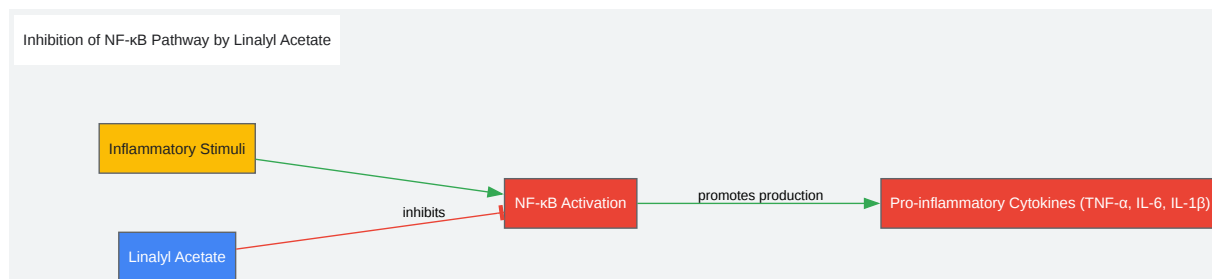 Inhibition of NF-κB Pathway by Linalyl Acetate
Inflammatory Stimuli
inhibits
Linalyl Acetate
NF-κB Activation
promotes production
Pro-inflammatory Cytokines (TNF-α, IL-6, IL-1β)